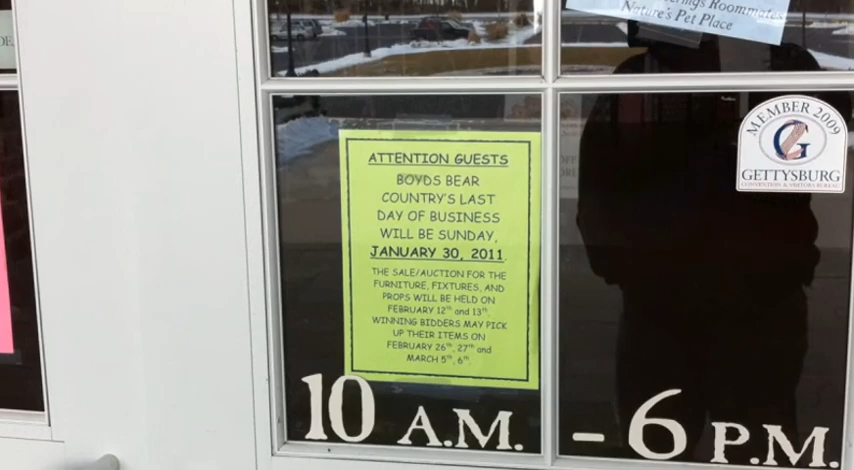 erings Roommates
Nature's Pet Place
DE
MEMBER 2009
G
GETTYSBURG
CONVENTION & VISITORS BUREAU
ATTENTION GUESTS
BOYDS BEAR
COUNTRY'S LAST
DAY OF BUSINESS
WILL BE SUNDAY,
JANUARY 30, 2011.
THE SALE/AUCTION FOR THE
FURNITURE, FIXTURES, AND
PROPS WILL BE HELD ON
FEBRUARY 12th and 13th.
WINNING BIDDERS MAY PICK
UP THEIR ITEMS ON
FEBRUARY 26th, 27th and
MARCH 5th, 6th.
10 A.M. - 6 P.M.